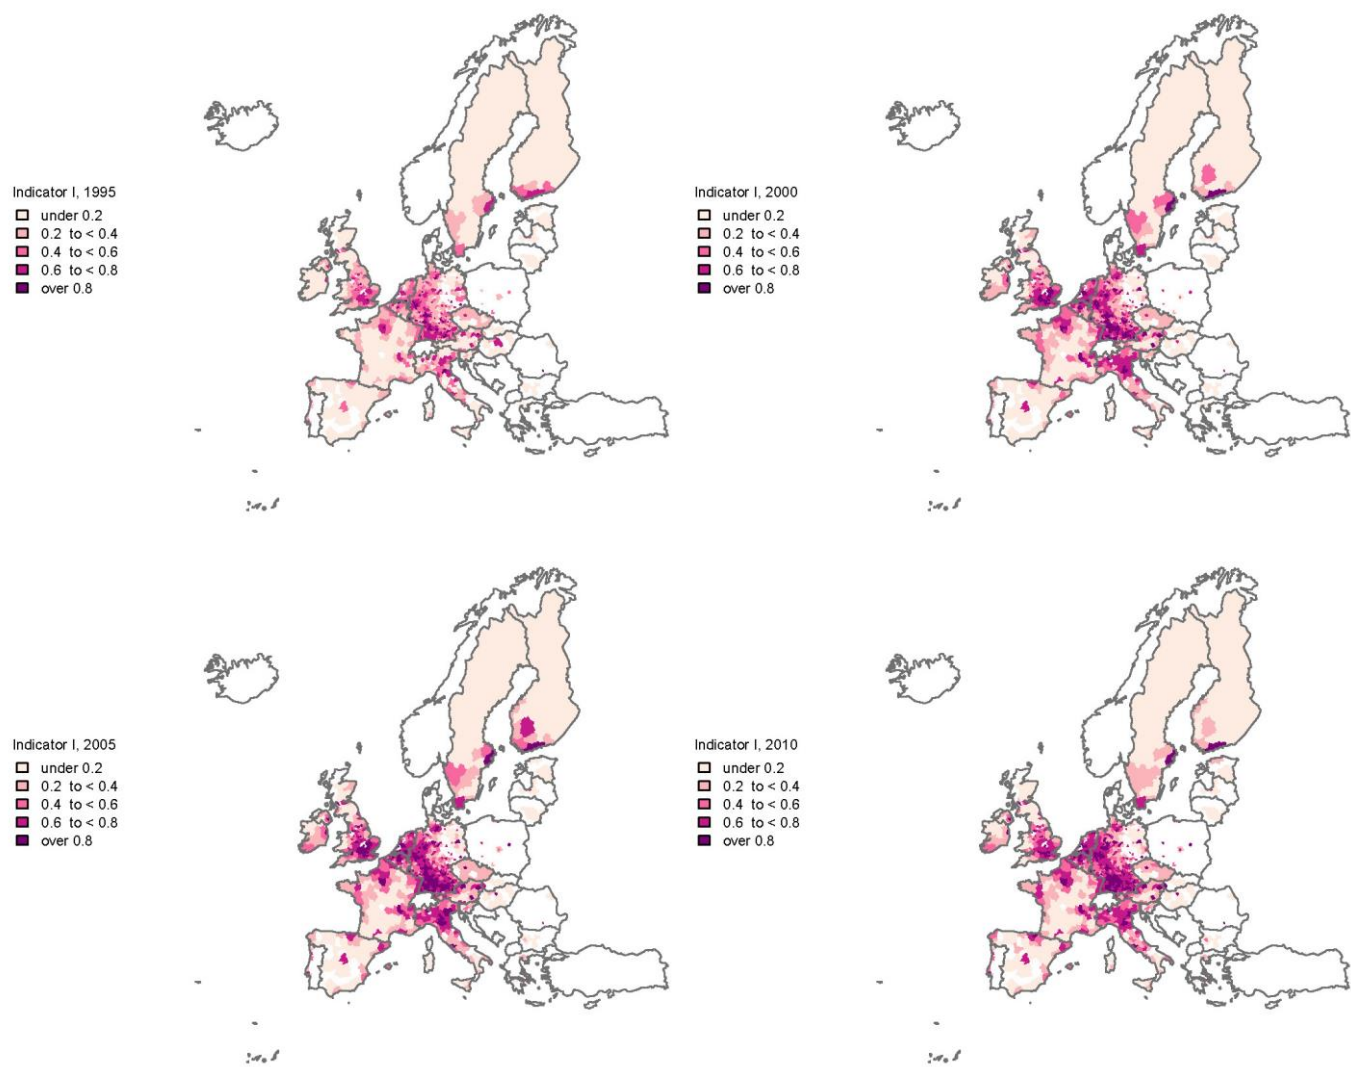 Indicator I, 1995
under 0.2
0.2 to < 0.4
0.4 to < 0.6
0.6 to < 0.8
over 0.8
Indicator I, 2000
under 0.2
0.2 to < 0.4
0.4 to < 0.6
0.6 to < 0.8
over 0.8
Indicator I, 2005
under 0.2
0.2 to < 0.4
0.4 to < 0.6
0.6 to < 0.8
over 0.8
Indicator I, 2010
under 0.2
0.2 to < 0.4
0.4 to < 0.6
0.6 to < 0.8
over 0.8